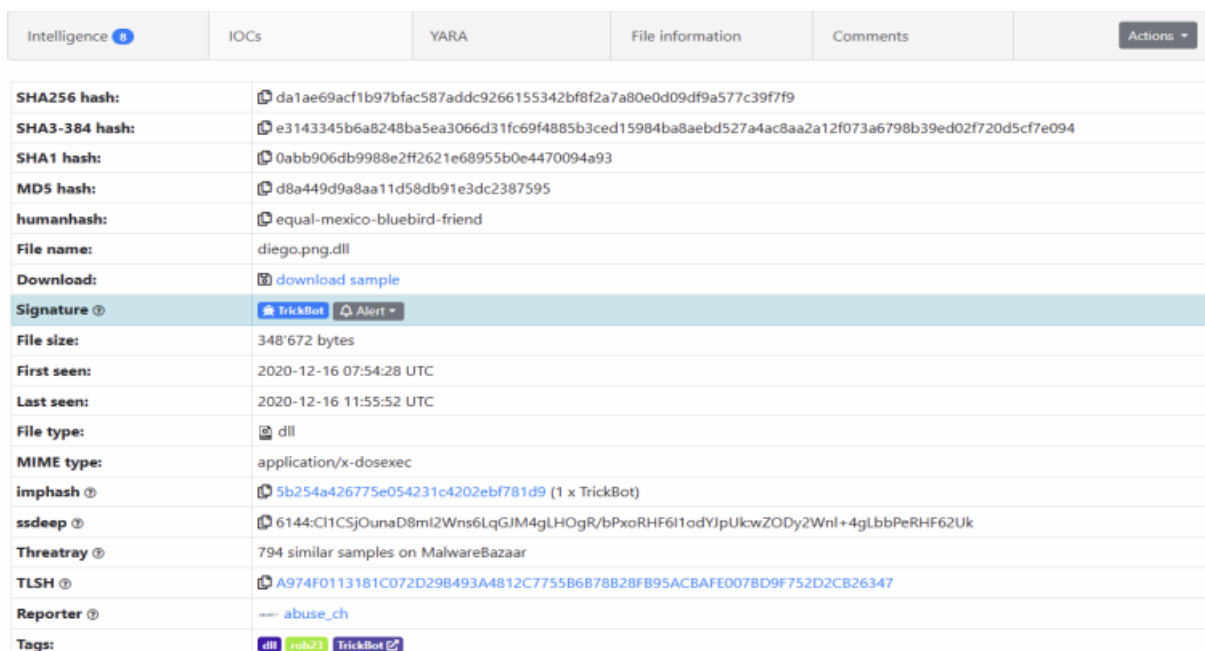 Intelligence 8 IOCs YARA File information Comments Actions
SHA256 hash: da1ae69acf1b97bfac587addc9266155342bf8f2a7a80e0d09df9a577c39f7f9
SHA3-384 hash: e3143345b6a8248ba5ea3066d31fc69f4885b3ced15984ba8aebd527a4ac8aa2a12f073a6798b39ed02f720d5cf7e094
SHA1 hash: 0abb906db9988e2ff2621e68955b0e4470094a93
MD5 hash: d8a449d9a8aa11d58db91e3dc2387595
humanhash: equal-mexico-bluebird-friend
File name: diego.png.dll
Download: download sample
Signature TrickBot Alert
File size: 348'672 bytes
First seen: 2020-12-16 07:54:28 UTC
Last seen: 2020-12-16 11:55:52 UTC
File type: dll
MIME type: application/x-dosexec
imphash 5b254a426775e054231c4202ebf781d9 (1 x TrickBot)
ssdeep 6144:Cl1CSjOunaD8mI2Wns6LqGJM4gLHOgR/bPxoRHF6I1odYJpUk:wZODy2Wnl+4gLbbPeRHF62Uk
Threatray 794 similar samples on MalwareBazaar
TLSH A974F0113181C072D29B493A4812C7755B6B78B28FB95ACBAFE007BD9F752D2CB26347
Reporter abuse_ch
Tags: dll rob23 TrickBot